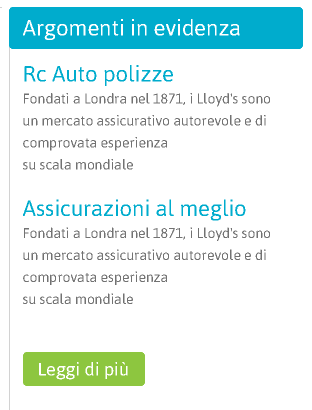 Argomenti in evidenza
Rc Auto polizze
Fondati a Londra nel 1871, i Lloyd's sono
un mercato assicurativo autorevole e di
comprovata esperienza
su scala mondiale
Assicurazioni al meglio
Fondati a Londra nel 1871, i Lloyd's sono
un mercato assicurativo autorevole e di
comprovata esperienza
su scala mondiale
Leggi di più